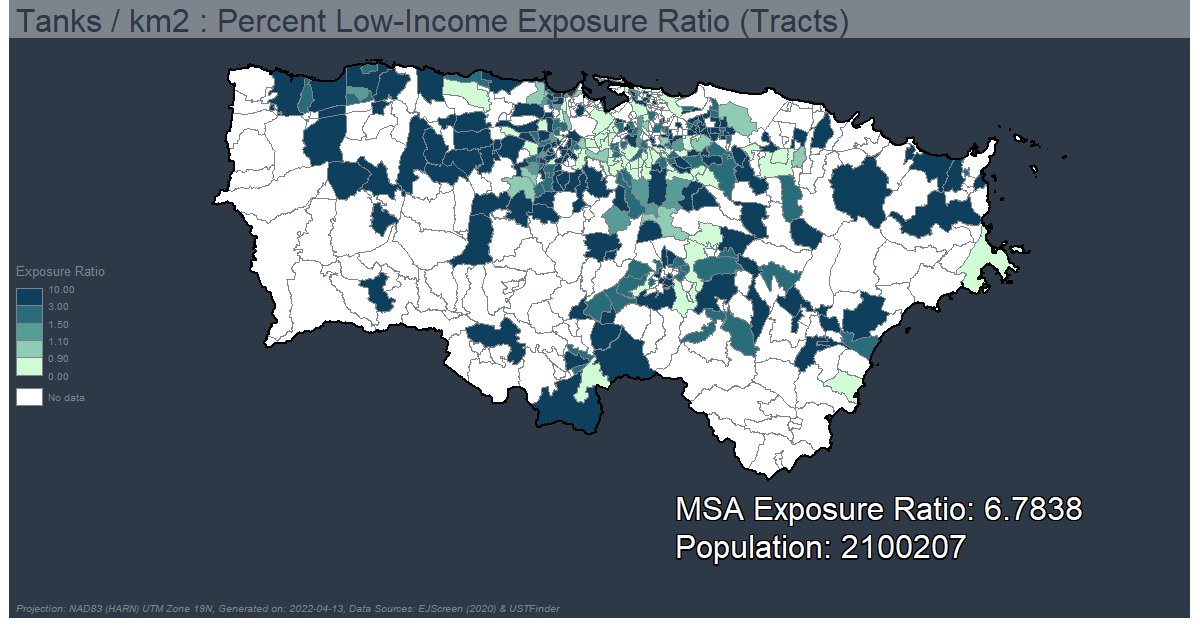 Tanks / km2 : Percent Low-Income Exposure Ratio (Tracts)
Exposure Ratio
10.00
3.00
1.50
1.10
0.90
0.00
No data
MSA Exposure Ratio: 6.7838
Population: 2100207
Projection: NAD83 (HARN) UTM Zone 19N, Generated on: 2022-04-13, Data Sources: EJScreen (2020) & USTFinder